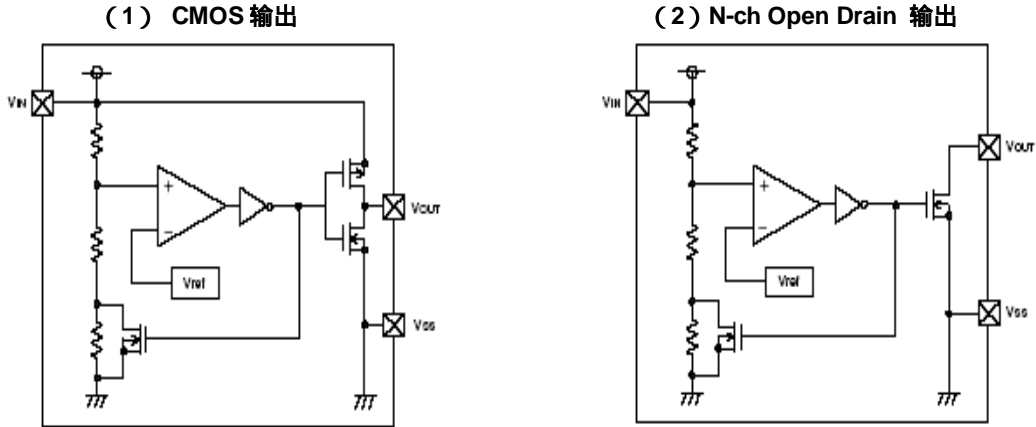 （1） CMOS 输出
（2）N-ch Open Drain 输出
VIN
+
−
Vref
VOUT
VSS
VIN
+
−
Vref
VOUT
VSS